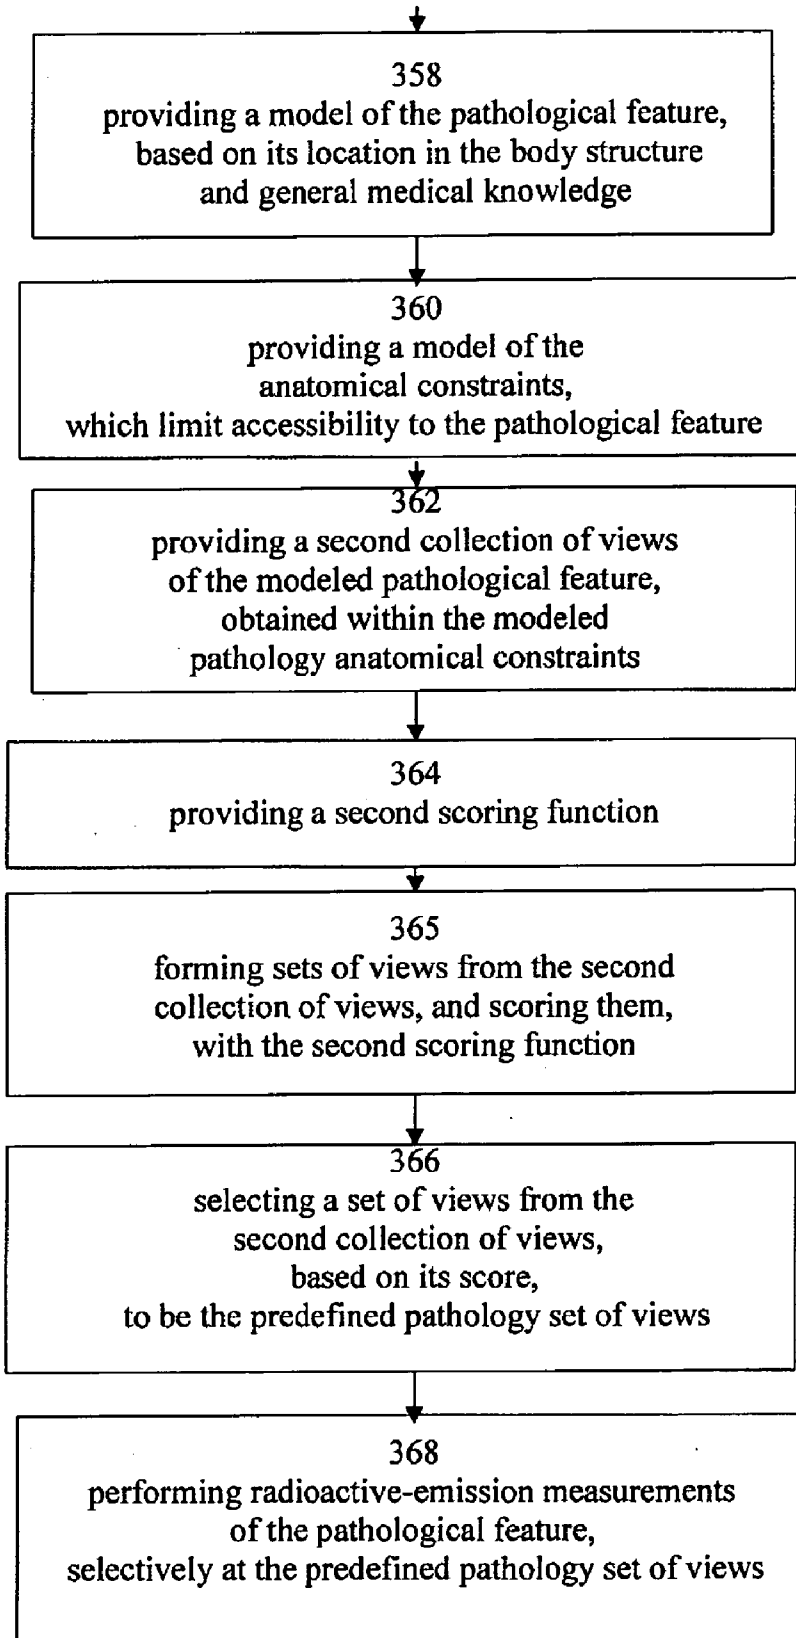 358
providing a model of the pathological feature,
based on its location in the body structure
and general medical knowledge
360
providing a model of the
anatomical constraints,
which limit accessibility to the pathological feature
362
providing a second collection of views
of the modeled pathological feature,
obtained within the modeled
pathology anatomical constraints
364
providing a second scoring function
365
forming sets of views from the second
collection of views, and scoring them,
with the second scoring function
366
selecting a set of views from the
second collection of views,
based on its score,
to be the predefined pathology set of views
368
performing radioactive-emission measurements
of the pathological feature,
selectively at the predefined pathology set of views